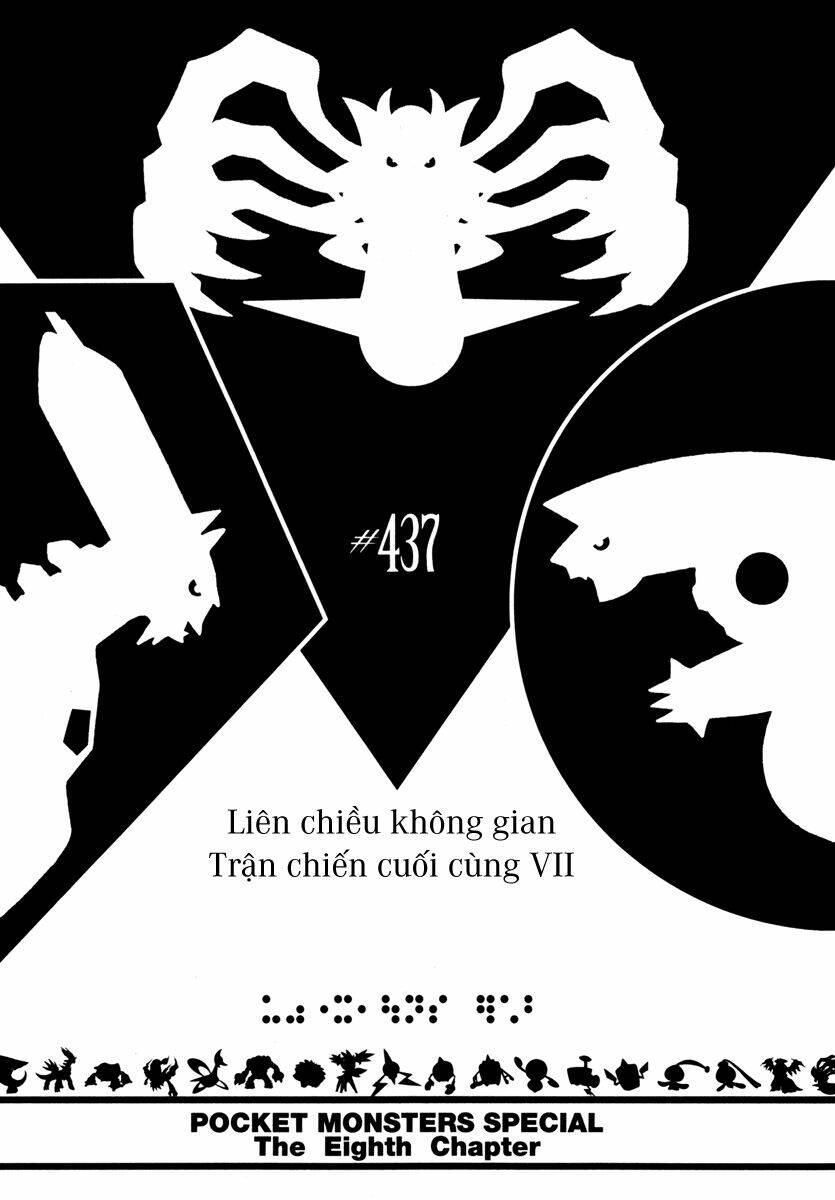 #437
Liên chiều không gian
Trận chiến cuối cùng VII
POCKET MONSTERS SPECIAL
The Eighth Chapter